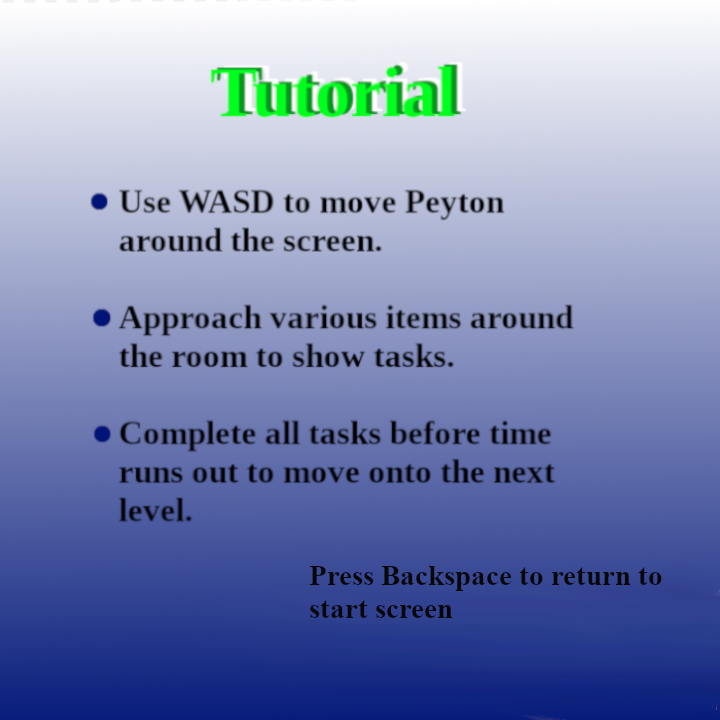 Tutorial
Use WASD to move Peyton
around the screen.
Approach various items around
the room to show tasks.
Complete all tasks before time
runs out to move onto the next
level.
Press Backspace to return to
start screen